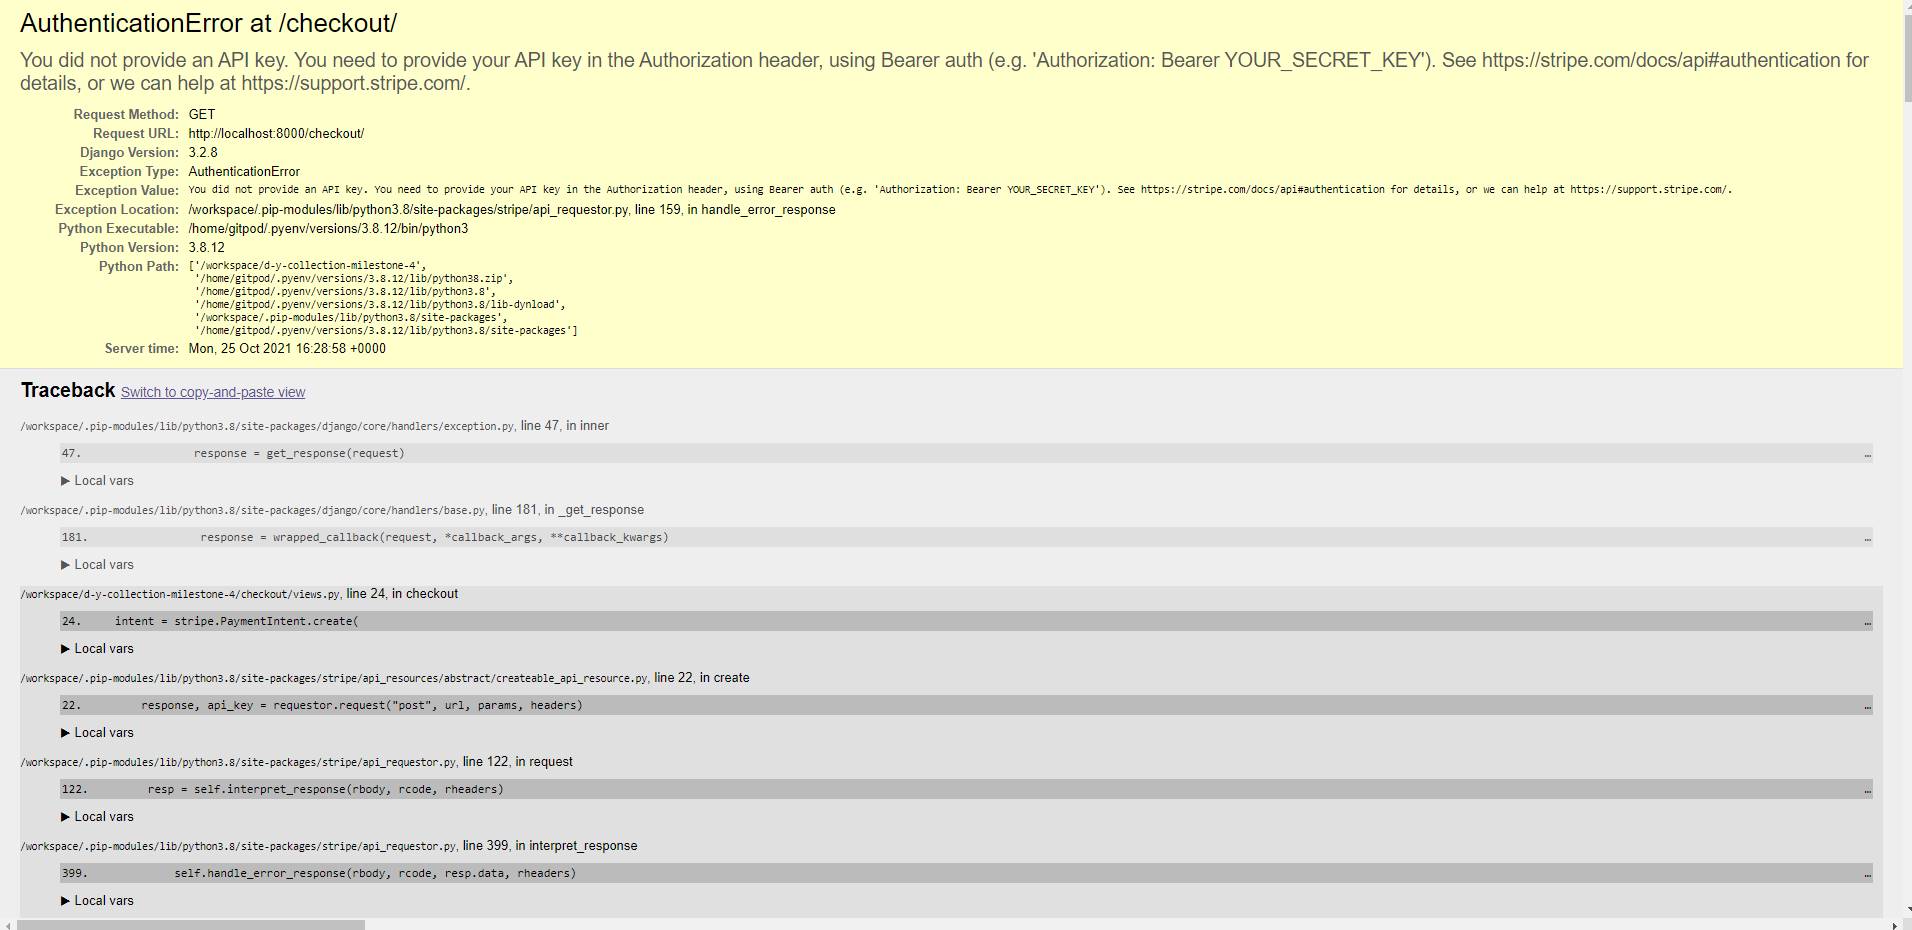 AuthenticationError at /checkout/
You did not provide an API key. You need to provide your API key in the Authorization header, using Bearer auth (e.g. 'Authorization: Bearer YOUR_SECRET_KEY'). See https://stripe.com/docs/api#authentication for
details, or we can help at https://support.stripe.com/.
Request Method: GET
Request URL: http://localhost:8000/checkout/
Django Version: 3.2.8
Exception Type: AuthenticationError
Exception Value: You did not provide an API key. You need to provide your API key in the Authorization header, using Bearer auth (e.g. 'Authorization: Bearer YOUR_SECRET_KEY'). See https://stripe.com/docs/api#authentication for details, or we can help at https://support.stripe.com/.
Exception Location: /workspace/.pip-modules/lib/python3.8/site-packages/stripe/api_requestor.py, line 159, in handle_error_response
Python Executable: /home/gitpod/.pyenv/versions/3.8.12/bin/python3
Python Version: 3.8.12
Python Path: ['/workspace/d-y-collection-milestone-4',
'/home/gitpod/.pyenv/versions/3.8.12/lib/python38.zip',
'/home/gitpod/.pyenv/versions/3.8.12/lib/python3.8',
'/home/gitpod/.pyenv/versions/3.8.12/lib/python3.8/lib-dynload',
'/workspace/.pip-modules/lib/python3.8/site-packages',
'/home/gitpod/.pyenv/versions/3.8.12/lib/python3.8/site-packages']
Server time: Mon, 25 Oct 2021 16:28:58 +0000
Traceback Switch to copy-and-paste view
/workspace/.pip-modules/lib/python3.8/site-packages/django/core/handlers/exception.py, line 47, in inner
47. response = get_response(request) …
▶ Local vars
/workspace/.pip-modules/lib/python3.8/site-packages/django/core/handlers/base.py, line 181, in _get_response
181. response = wrapped_callback(request, *callback_args, **callback_kwargs) …
▶ Local vars
/workspace/d-y-collection-milestone-4/checkout/views.py, line 24, in checkout
24. intent = stripe.PaymentIntent.create( …
▶ Local vars
/workspace/.pip-modules/lib/python3.8/site-packages/stripe/api_resources/abstract/createable_api_resource.py, line 22, in create
22. response, api_key = requestor.request("post", url, params, headers) …
▶ Local vars
/workspace/.pip-modules/lib/python3.8/site-packages/stripe/api_requestor.py, line 122, in request
122. resp = self.interpret_response(rbody, rcode, rheaders) …
▶ Local vars
/workspace/.pip-modules/lib/python3.8/site-packages/stripe/api_requestor.py, line 399, in interpret_response
399. self.handle_error_response(rbody, rcode, resp.data, rheaders) …
▶ Local vars